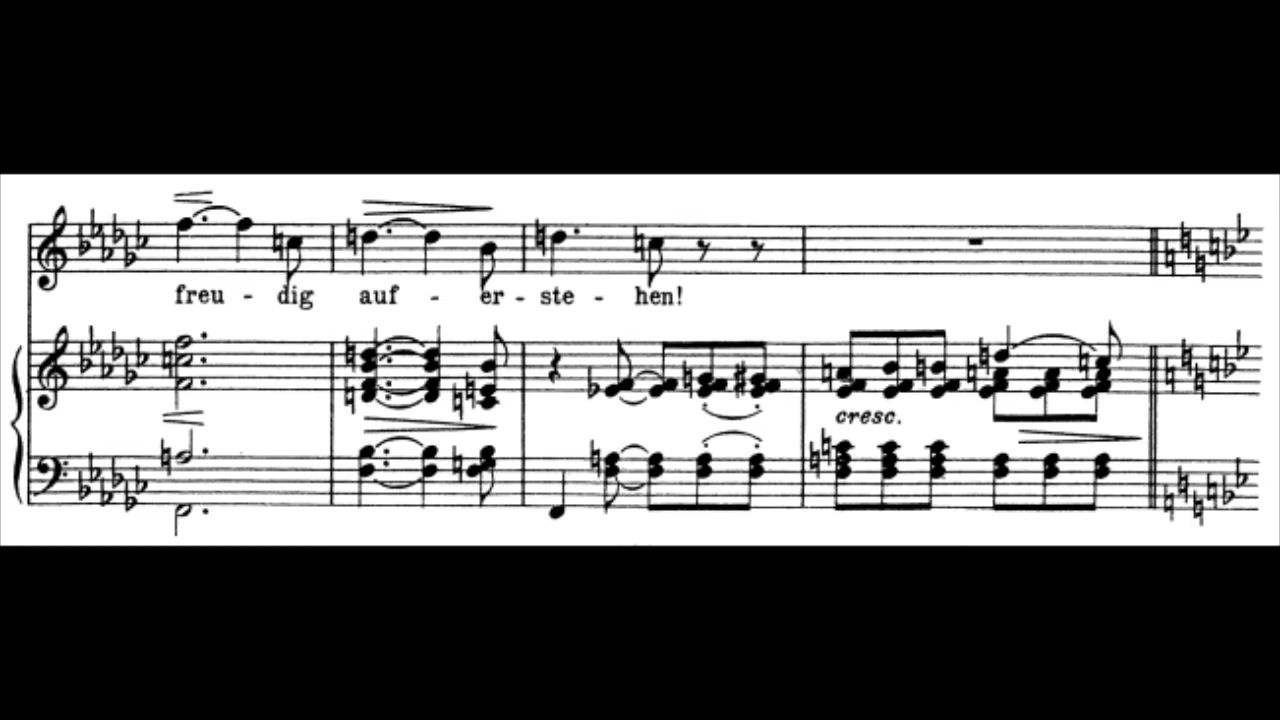 freu - dig auf - er - ste - hen!
cresc.